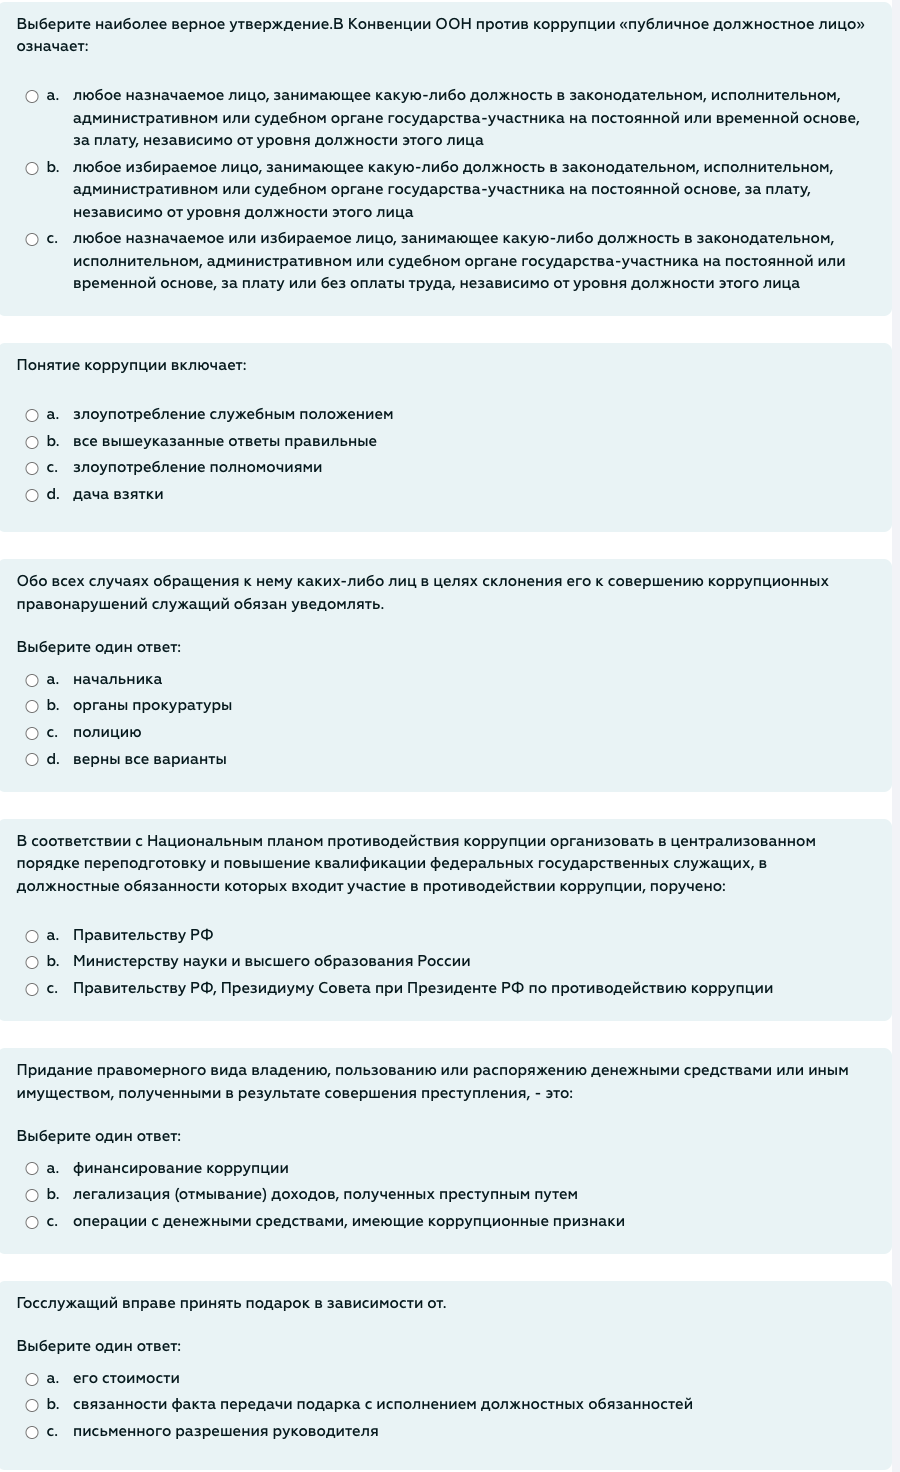 Выберите наиболее верное утверждение.В Конвенции ООН против коррупции «публичное должностное лицо»
означает:
a. любое назначаемое лицо, занимающее какую-либо должность в законодательном, исполнительном,
административном или судебном органе государства-участника на постоянной или временной основе,
за плату, независимо от уровня должности этого лица
b. любое избираемое лицо, занимающее какую-либо должность в законодательном, исполнительном,
административном или судебном органе государства-участника на постоянной основе, за плату,
независимо от уровня должности этого лица
c. любое назначаемое или избираемое лицо, занимающее какую-либо должность в законодательном,
исполнительном, административном или судебном органе государства-участника на постоянной или
временной основе, за плату или без оплаты труда, независимо от уровня должности этого лица
Понятие коррупции включает:
a. злоупотребление служебным положением
b. все вышеуказанные ответы правильные
c. злоупотребление полномочиями
d. дача взятки
Обо всех случаях обращения к нему каких-либо лиц в целях склонения его к совершению коррупционных
правонарушений служащий обязан уведомлять.
Выберите один ответ:
a. начальника
b. органы прокуратуры
c. полицию
d. верны все варианты
В соответствии с Национальным планом противодействия коррупции организовать в централизованном
порядке переподготовку и повышение квалификации федеральных государственных служащих, в
должностные обязанности которых входит участие в противодействии коррупции, поручено:
a. Правительству РФ
b. Министерству науки и высшего образования России
c. Правительству РФ, Президиуму Совета при Президенте РФ по противодействию коррупции
Придание правомерного вида владению, пользованию или распоряжению денежными средствами или иным
имуществом, полученными в результате совершения преступления, - это:
Выберите один ответ:
a. финансирование коррупции
b. легализация (отмывание) доходов, полученных преступным путем
c. операции с денежными средствами, имеющие коррупционные признаки
Госслужащий вправе принять подарок в зависимости от.
Выберите один ответ:
a. его стоимости
b. связанности факта передачи подарка с исполнением должностных обязанностей
c. письменного разрешения руководителя